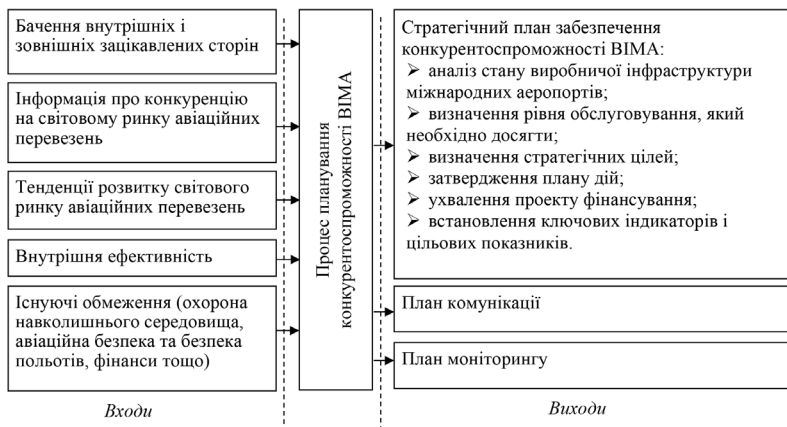 Бачення внутрішніх і
зовнішніх зацікавлених сторін
Інформація про конкуренцію
на світовому ринку авіаційних
перевезень
Тенденції розвитку світового
ринку авіаційних перевезень
Внутрішня ефективність
Існуючі обмеження (охорона
навколишнього середовища,
авіаційна безпека та безпека
польотів, фінанси тощо)
Входи
Процес планування
конкурентоспроможності ВІМА
Стратегічний план забезпечення
конкурентоспроможності ВІМА:
➢ аналіз стану виробничої інфраструктури
міжнародних аеропортів;
➢ визначення рівня обслуговування, який
необхідно досягти;
➢ визначення стратегічних цілей;
➢ затвердження плану дій;
➢ ухвалення проекту фінансування;
➢ встановлення ключових індикаторів і
цільових показників.
План комунікації
План моніторингу
Виходи